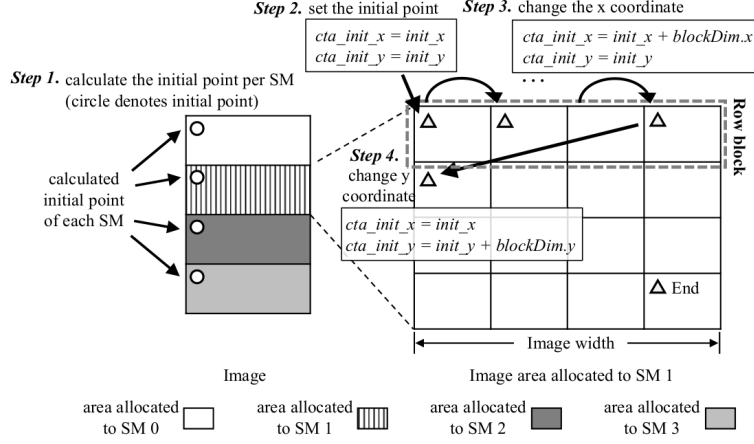 Step 2. set the initial point
Step 3. change the x coordinate
cta_init_x = init_x
cta_init_y = init_y
cta_init_x = init_x + blockDim.x
cta_init_y = init_y
Step 1. calculate the initial point per SM
(circle denotes initial point)
. . .
Row block
Step 4.
change y
coordinate
calculated
initial point
of each SM
cta_init_x = init_x
cta_init_y = init_y + blockDim.y
End
Image width
Image
Image area allocated to SM 1
area allocated
to SM 0
area allocated
to SM 1
area allocated
to SM 2
area allocated
to SM 3